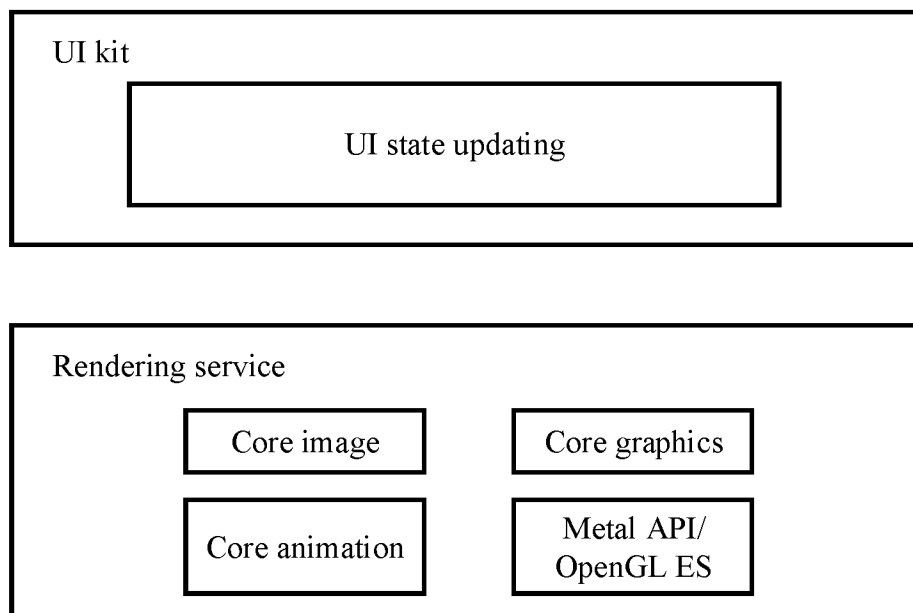 UI kit
UI state updating
Rendering service
Core image
Core graphics
Core animation
Metal API/
OpenGL ES